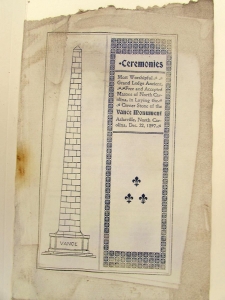 Ceremonies
Most Worshipful
Grand Lodge Ancient,
Free and Accepted
Masons of North Car-
olina, in Laying the
Corner Stone of the
Vance Monument
Asheville, North Car-
olina, Dec. 22, 1897.
VANCE